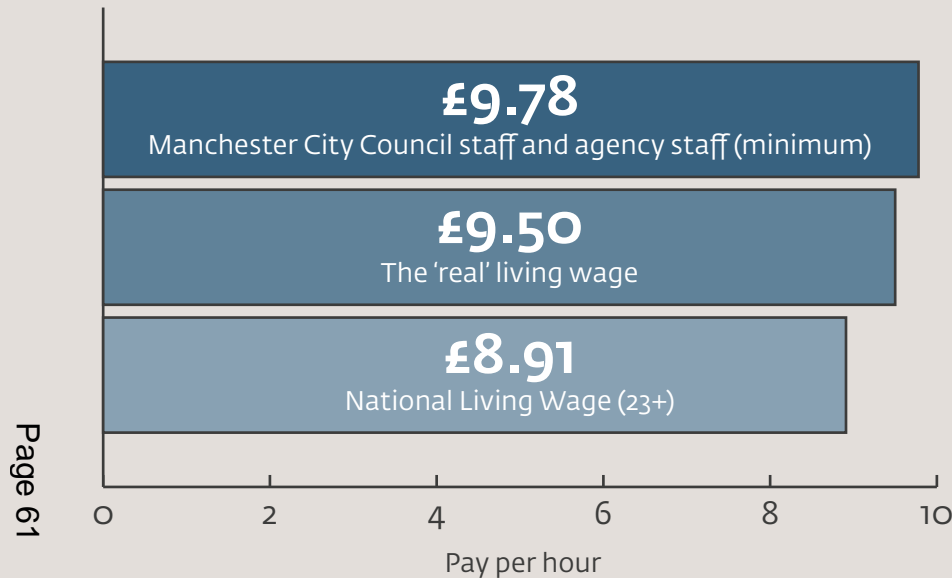 £9.78
Manchester City Council staff and agency staff (minimum)
£9.50
The ‘real’ living wage
£8.91
National Living Wage (23+)
0 2 4 6 8 10
Pay per hour
Page 61